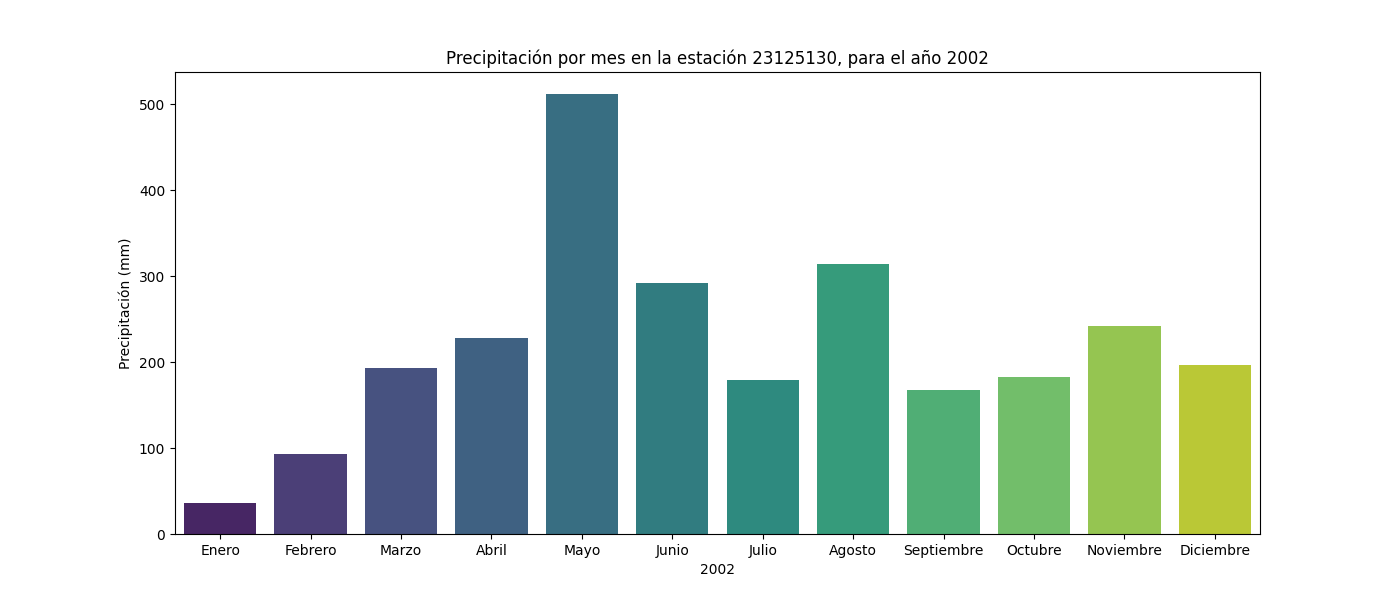 Precipitación por mes en la estación 23125130, para el año 2002
Precipitación (mm)
500
400
300
200
100
0
Enero Febrero Marzo Abril Mayo Junio Julio Agosto Septiembre Octubre Noviembre Diciembre
2002